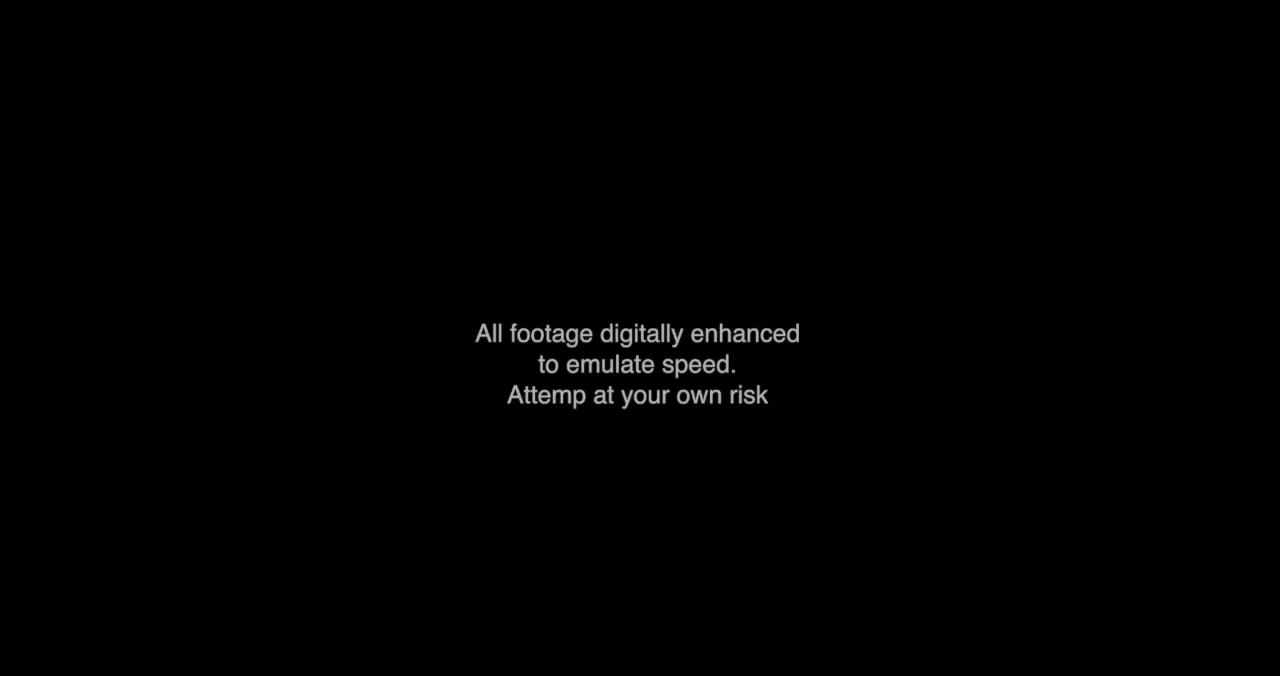 All footage digitally enhanced
to emulate speed.
Attemp at your own risk